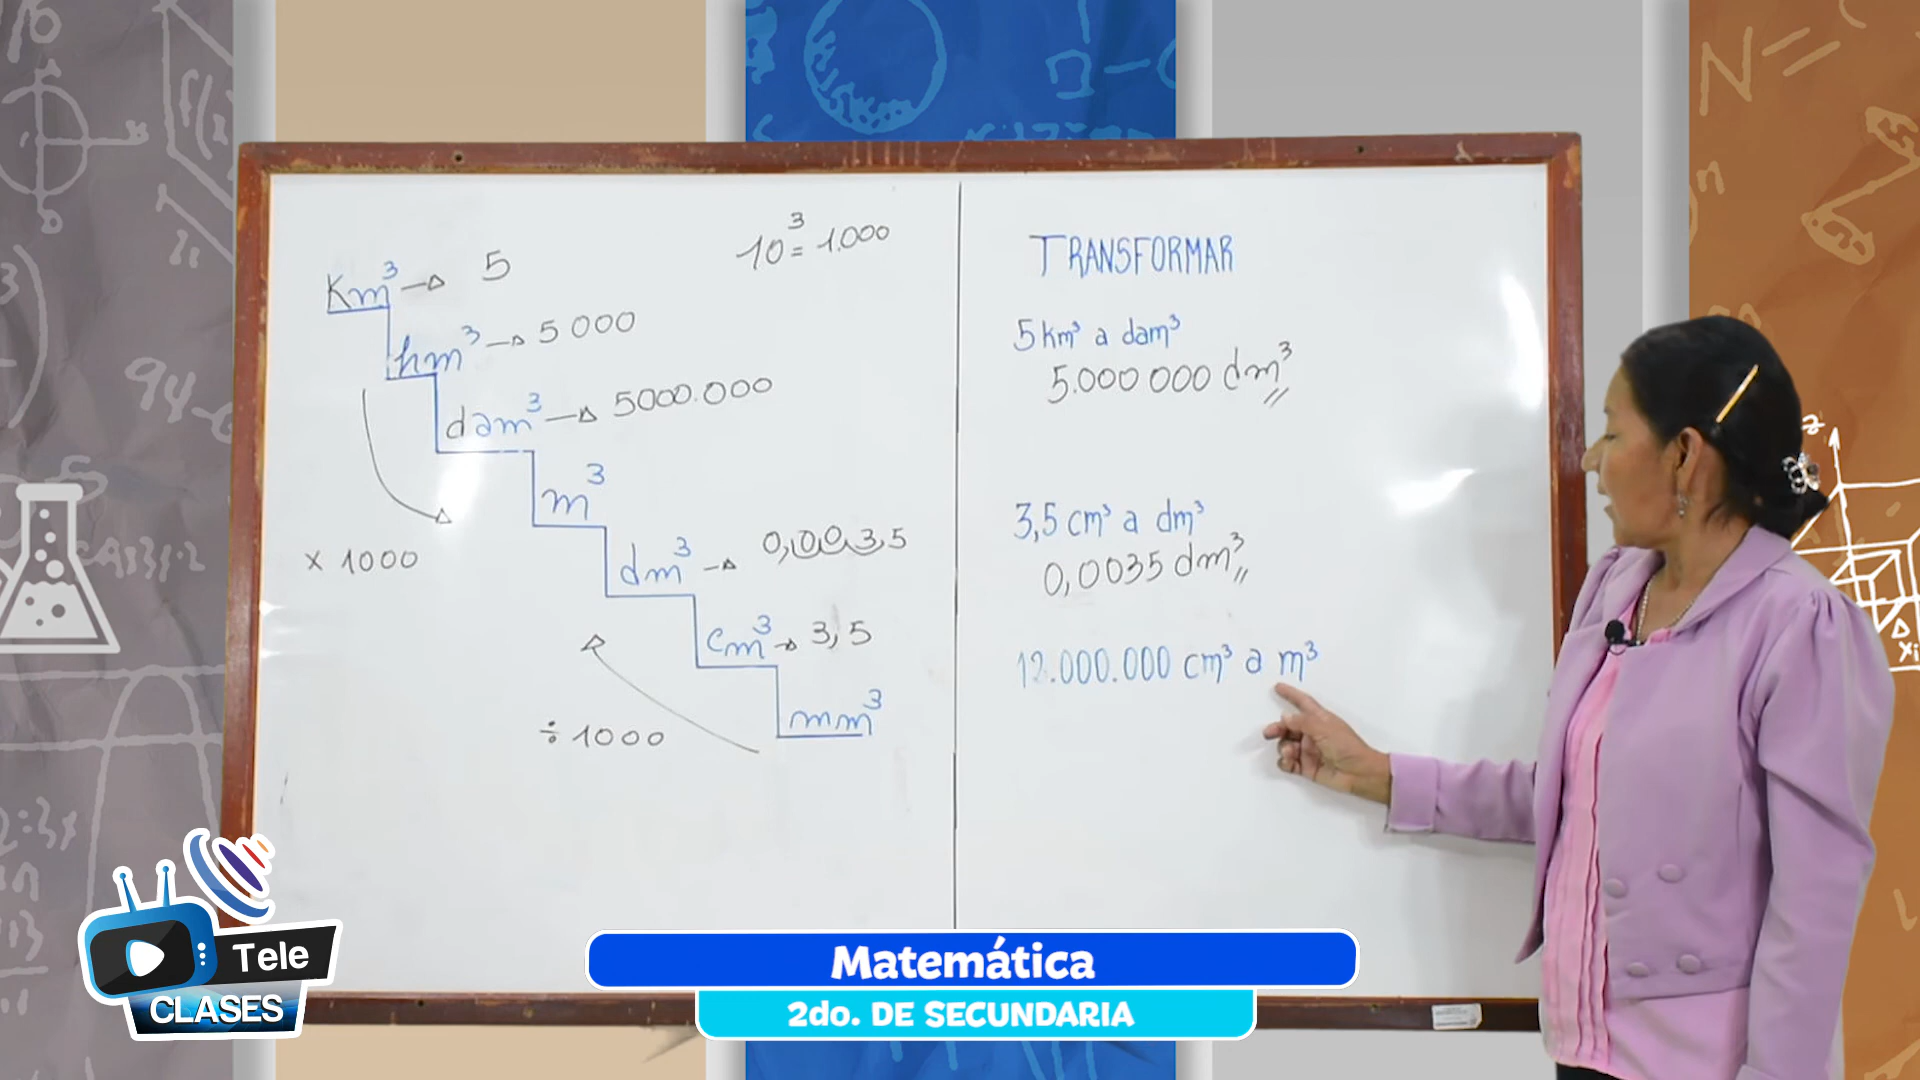 Km³ → 5
10³ = 1.000
hm³ → 5 000
dam³ → 5000.000
m³
x 1000
dm³ → 0,0035
cm³ → 3,5
÷ 1000
mm³
TRANSFORMAR
5 km³ a dam³
5.000 000 dm³
3,5 cm³ a dm³
0,0035 dm³
12.000.000 cm³ a m³
Tele
CLASES
Matemática
2do. DE SECUNDARIA